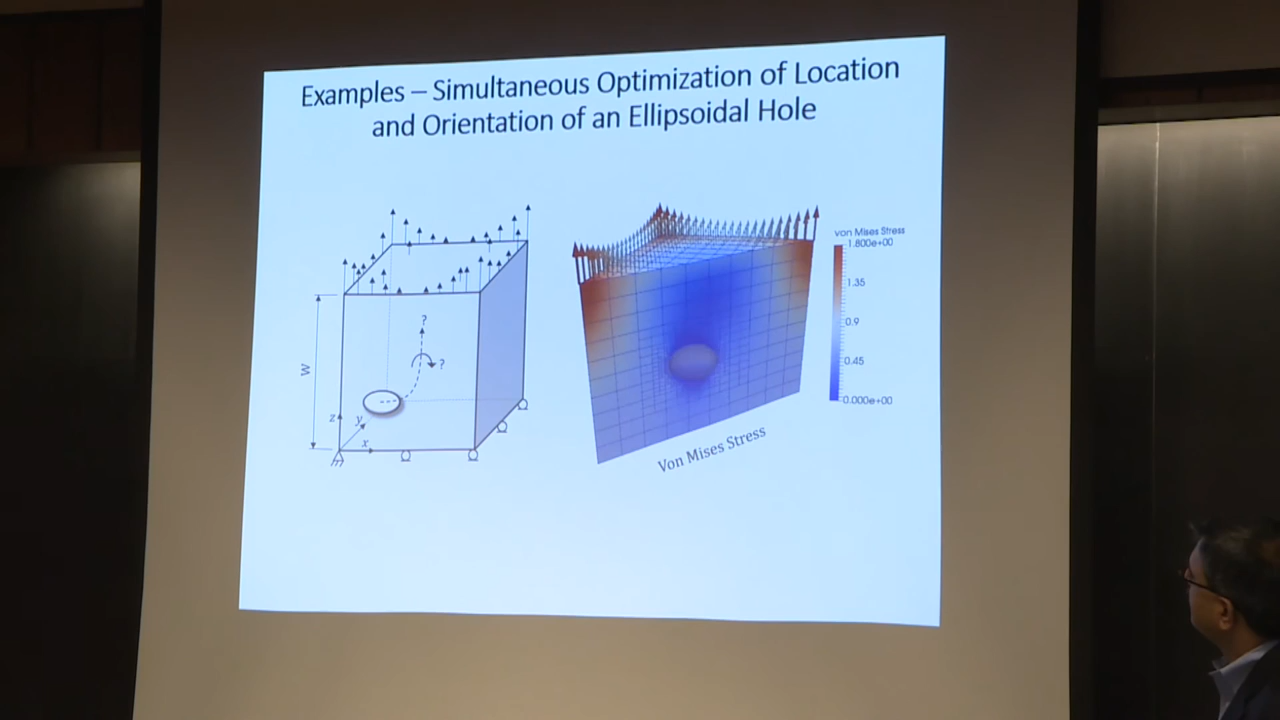 Examples – Simultaneous Optimization of Location
and Orientation of an Ellipsoidal Hole
?
?
W
z
y
x
von Mises Stress
1.800e+00
1.35
0.9
0.45
0.000e+00
Von Mises Stress